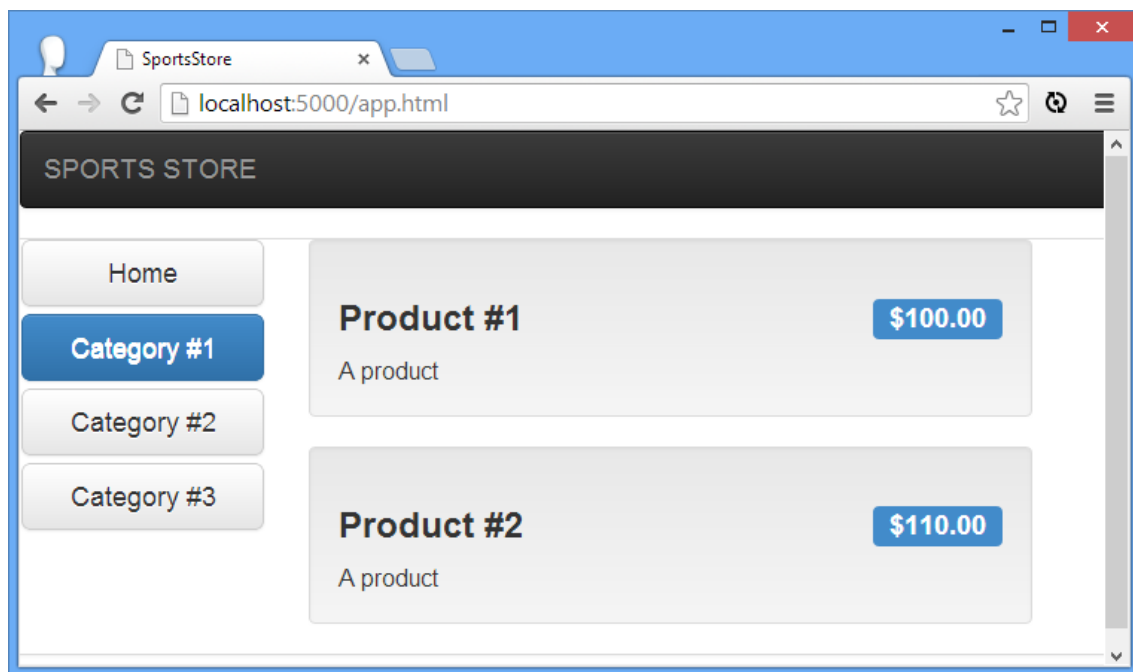 SportsStore
localhost:5000/app.html
SPORTS STORE
Home
Category #1
Category #2
Category #3
Product #1
$100.00
A product
Product #2
$110.00
A product